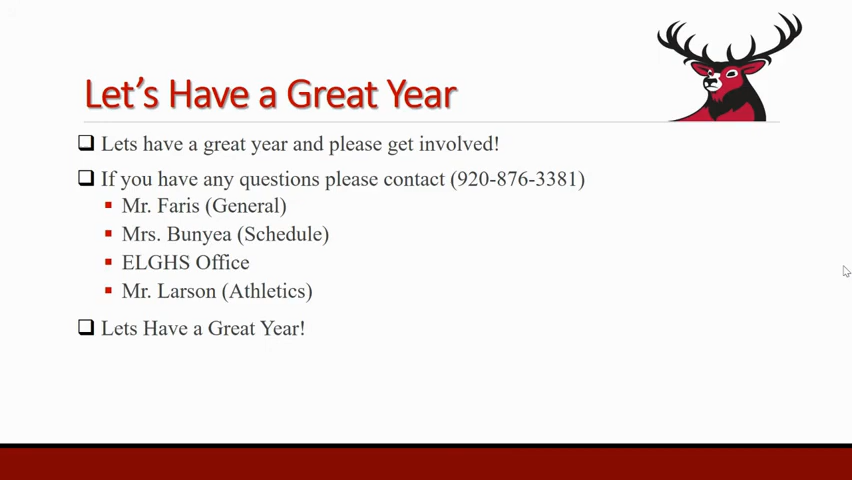 Let's Have a Great Year
Lets have a great year and please get involved!
If you have any questions please contact (920-876-3381)
Mr. Faris (General)
Mrs. Bunyea (Schedule)
ELGHS Office
Mr. Larson (Athletics)
Lets Have a Great Year!